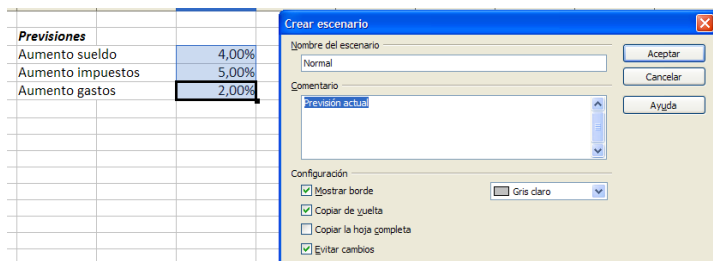 Previsiones
Aumento sueldo 4,00%
Aumento impuestos 5,00%
Aumento gastos 2,00%
Crear escenario
Nombre del escenario
Normal
Aceptar
Cancelar
Ayuda
Comentario
Previsión actual
Configuración
Mostrar borde
Gris claro
Copiar de vuelta
Copiar la hoja completa
Evitar cambios